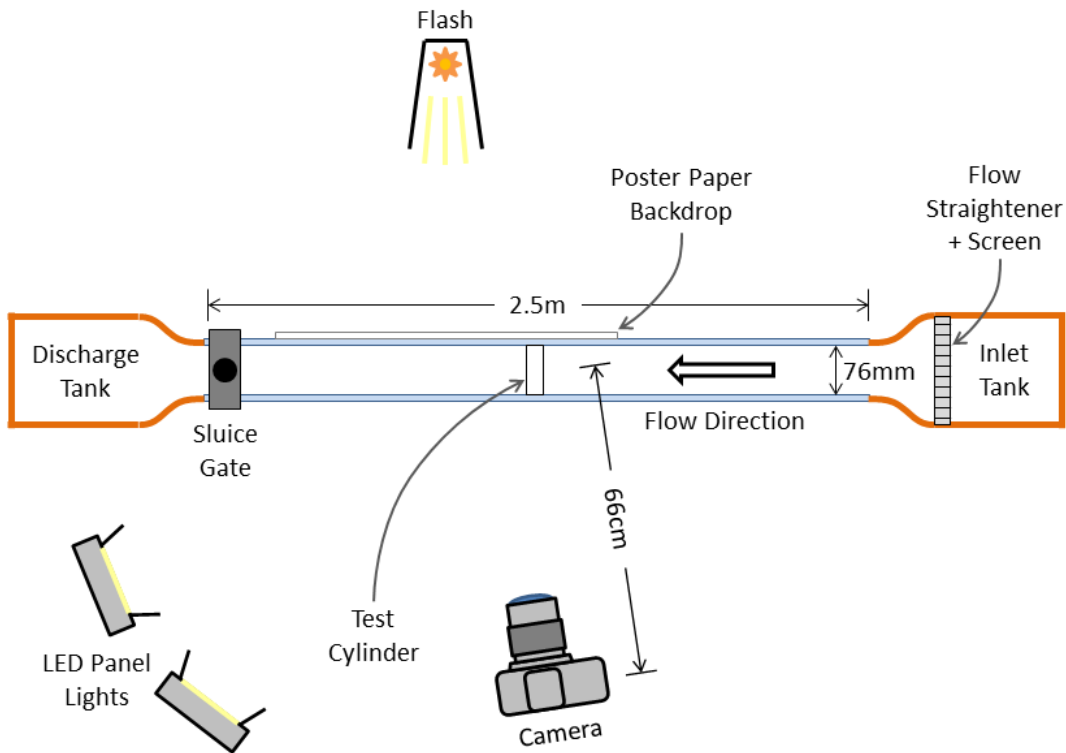 Flash
Poster Paper
Backdrop
Flow
Straightener
+ Screen
2.5m
Discharge
Tank
76mm
Inlet
Tank
Sluice
Gate
Flow Direction
66cm
Test
Cylinder
LED Panel
Lights
Camera